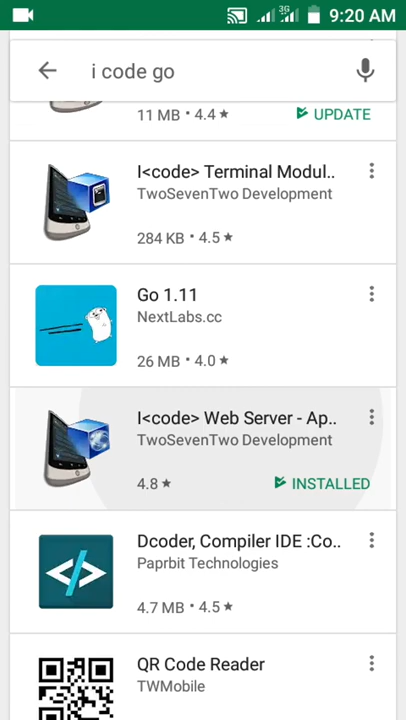 3G 9:20 AM
i code go
11 MB • 4.4 ★ UPDATE
I<code> Terminal Modul..
TwoSevenTwo Development
284 KB • 4.5 ★
Go 1.11
NextLabs.cc
26 MB • 4.0 ★
I<code> Web Server - Ap..
TwoSevenTwo Development
4.8 ★ INSTALLED
Dcoder, Compiler IDE :Co..
Paprbit Technologies
4.7 MB • 4.5 ★
QR Code Reader
TWMobile